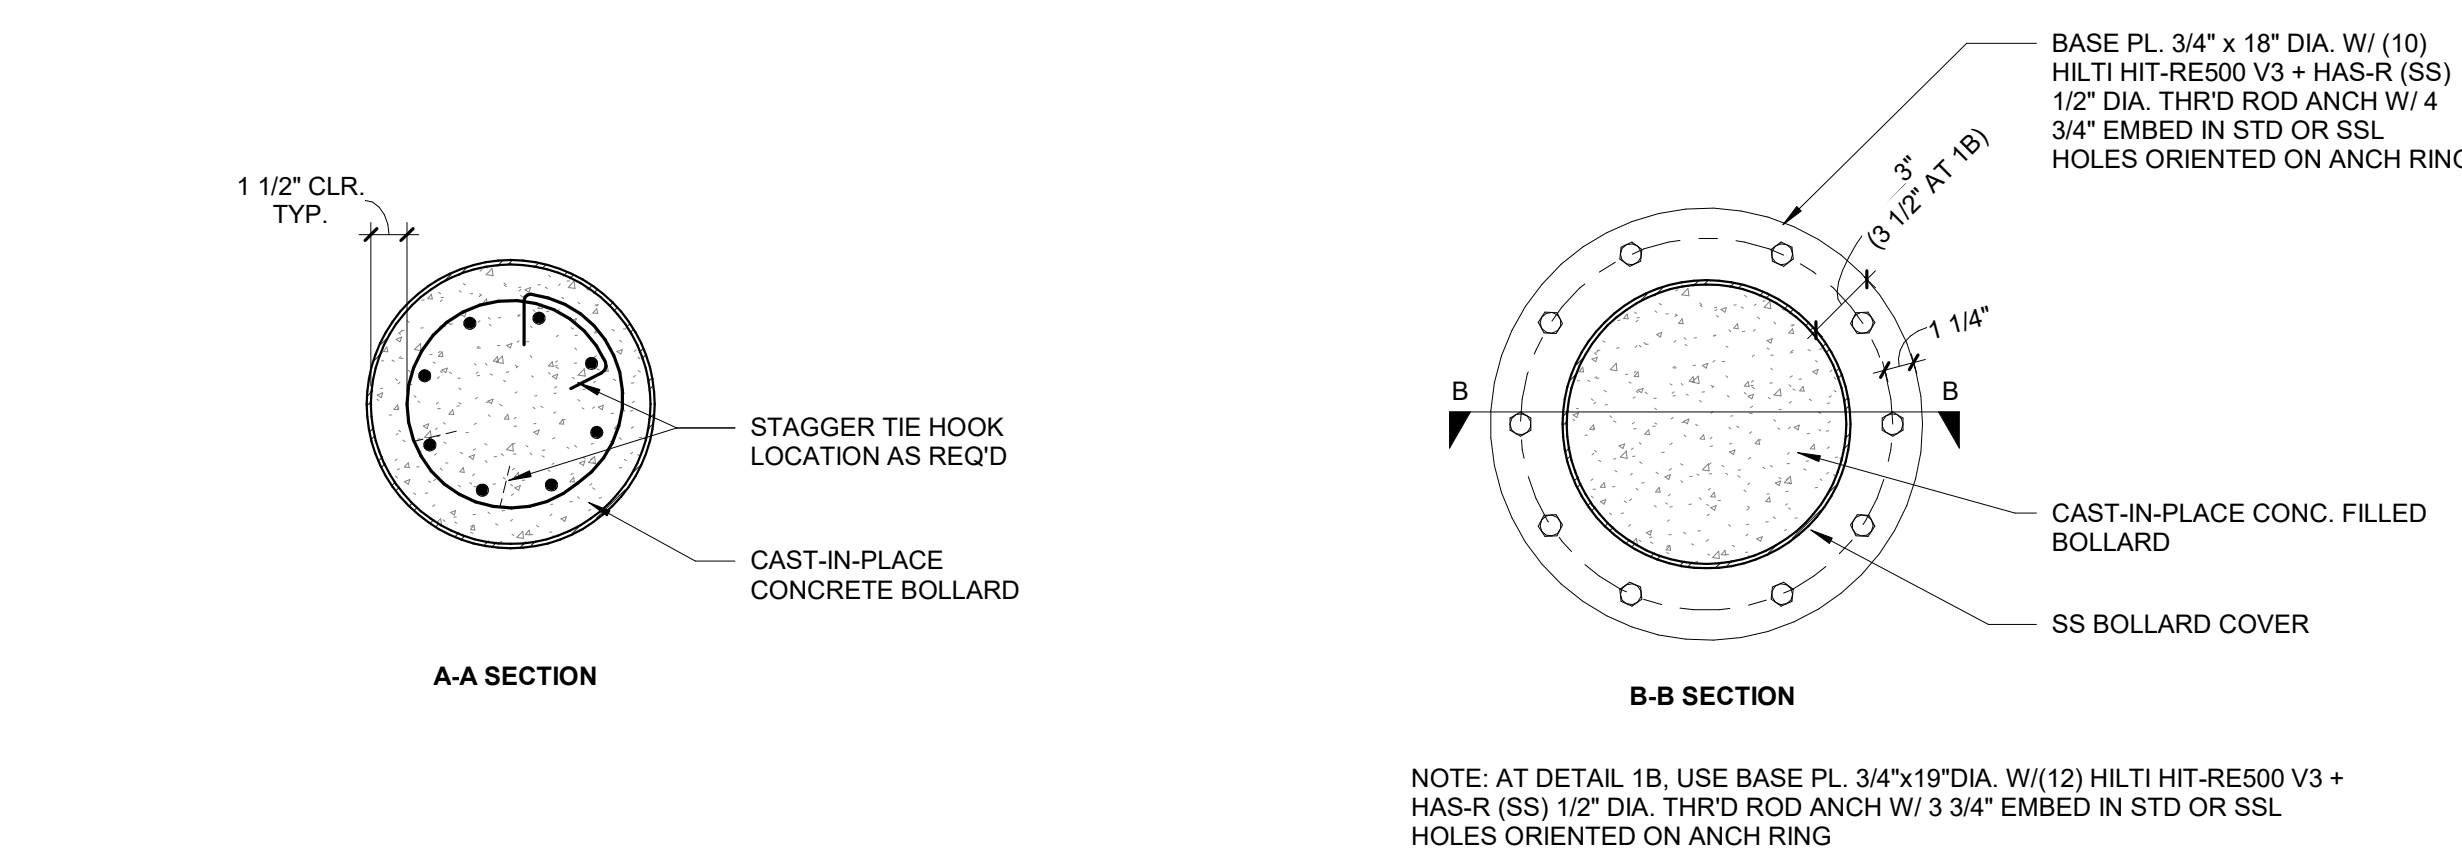 1 1/2" CLR.
TYP.
STAGGER TIE HOOK
LOCATION AS REQ'D
CAST-IN-PLACE
CONCRETE BOLLARD
A-A SECTION
BASE PL. 3/4" x 18" DIA. W/ (10)
HILTI HIT-RE500 V3 + HAS-R (SS)
1/2" DIA. THR'D ROD ANCH W/ 4
3/4" EMBED IN STD OR SSL
HOLES ORIENTED ON ANCH RING
3"
(3 1/2" AT 1B)
1 1/4"
B
B
CAST-IN-PLACE CONC. FILLED
BOLLARD
SS BOLLARD COVER
B-B SECTION
NOTE: AT DETAIL 1B, USE BASE PL. 3/4"x19"DIA. W/(12) HILTI HIT-RE500 V3 +
HAS-R (SS) 1/2" DIA. THR'D ROD ANCH W/ 3 3/4" EMBED IN STD OR SSL
HOLES ORIENTED ON ANCH RING